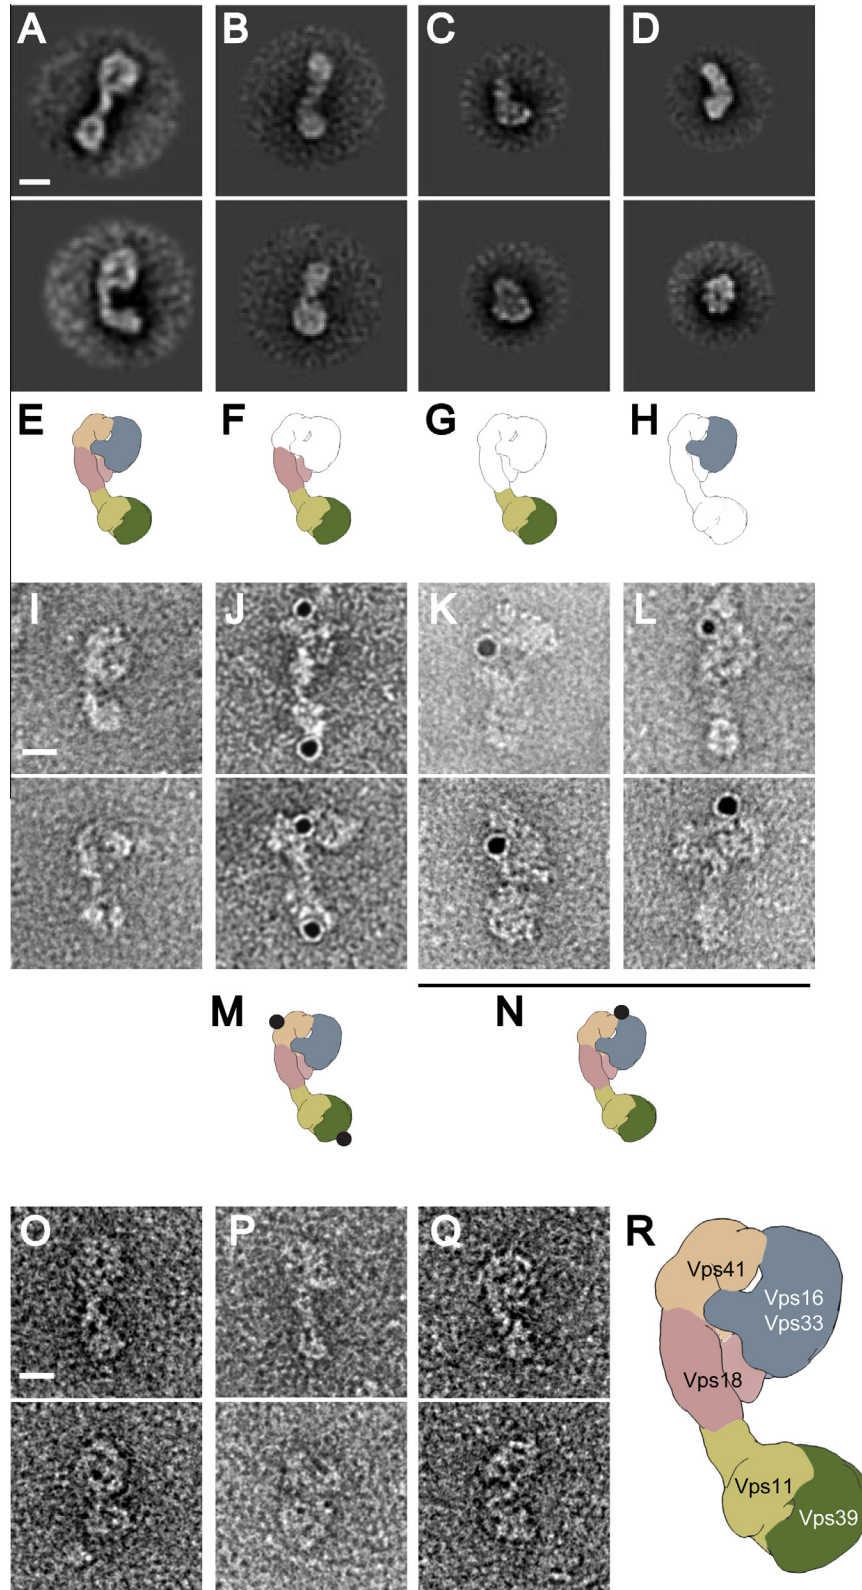 A B C D
E F G H
I J K L
M N
O P Q R
Vps41
Vps16
Vps33
Vps18
Vps11
Vps39